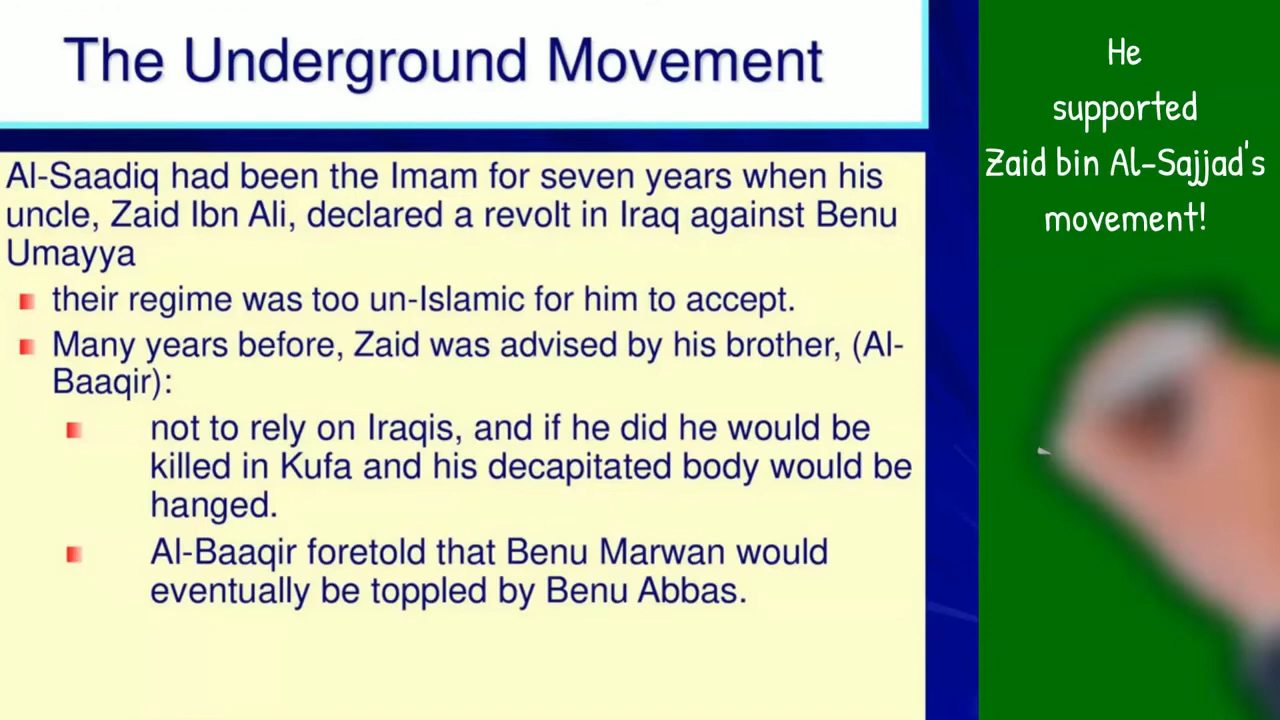 The Underground Movement
Al-Saadiq had been the Imam for seven years when his
uncle, Zaid Ibn Ali, declared a revolt in Iraq against Benu
Umayya
their regime was too un-Islamic for him to accept.
Many years before, Zaid was advised by his brother, (Al-
Baaqir):
not to rely on Iraqis, and if he did he would be
killed in Kufa and his decapitated body would be
hanged.
Al-Baaqir foretold that Benu Marwan would
eventually be toppled by Benu Abbas.
He
supported
Zaid bin Al-Sajjad's
movement!